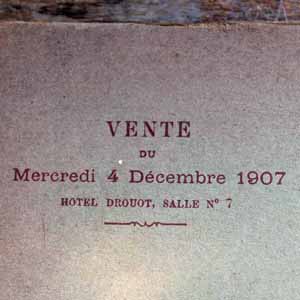 VENTE
DU
Mercredi 4 Décembre 1907
HOTEL DROUOT, SALLE N° 7